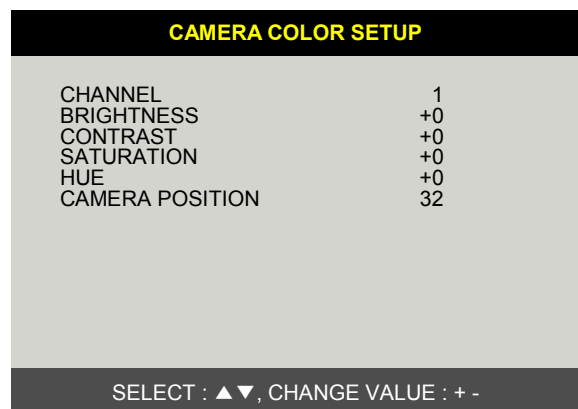 CAMERA COLOR SETUP
CHANNEL 1
BRIGHTNESS +0
CONTRAST +0
SATURATION +0
HUE +0
CAMERA POSITION 32
SELECT : ▲▼, CHANGE VALUE : + -